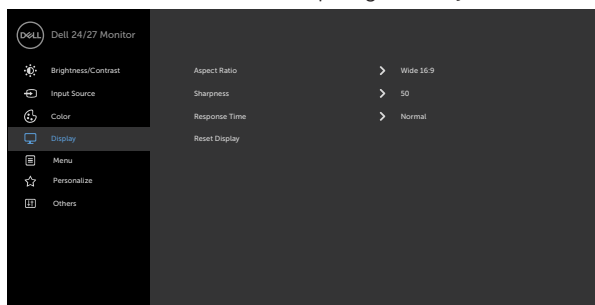 DELL Dell 24/27 Monitor
Brightness/Contrast
Aspect Ratio Wide 16:9
Input Source
Sharpness 50
Color
Response Time Normal
Display
Reset Display
Menu
Personalize
Others